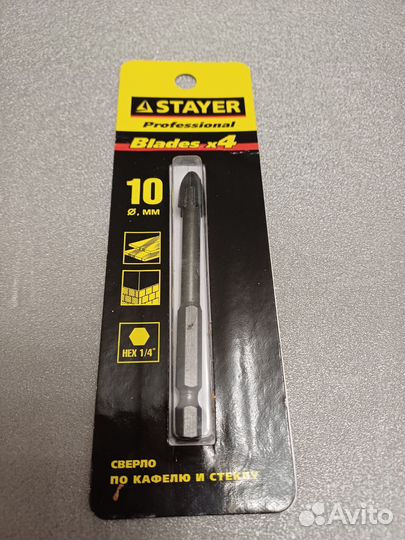 STAYER
Professional
Blades x4
10
Ø, мм
HEX 1/4"
СВЕРЛО
ПО КАФЕЛЮ И СТЕКЛУ
Avito